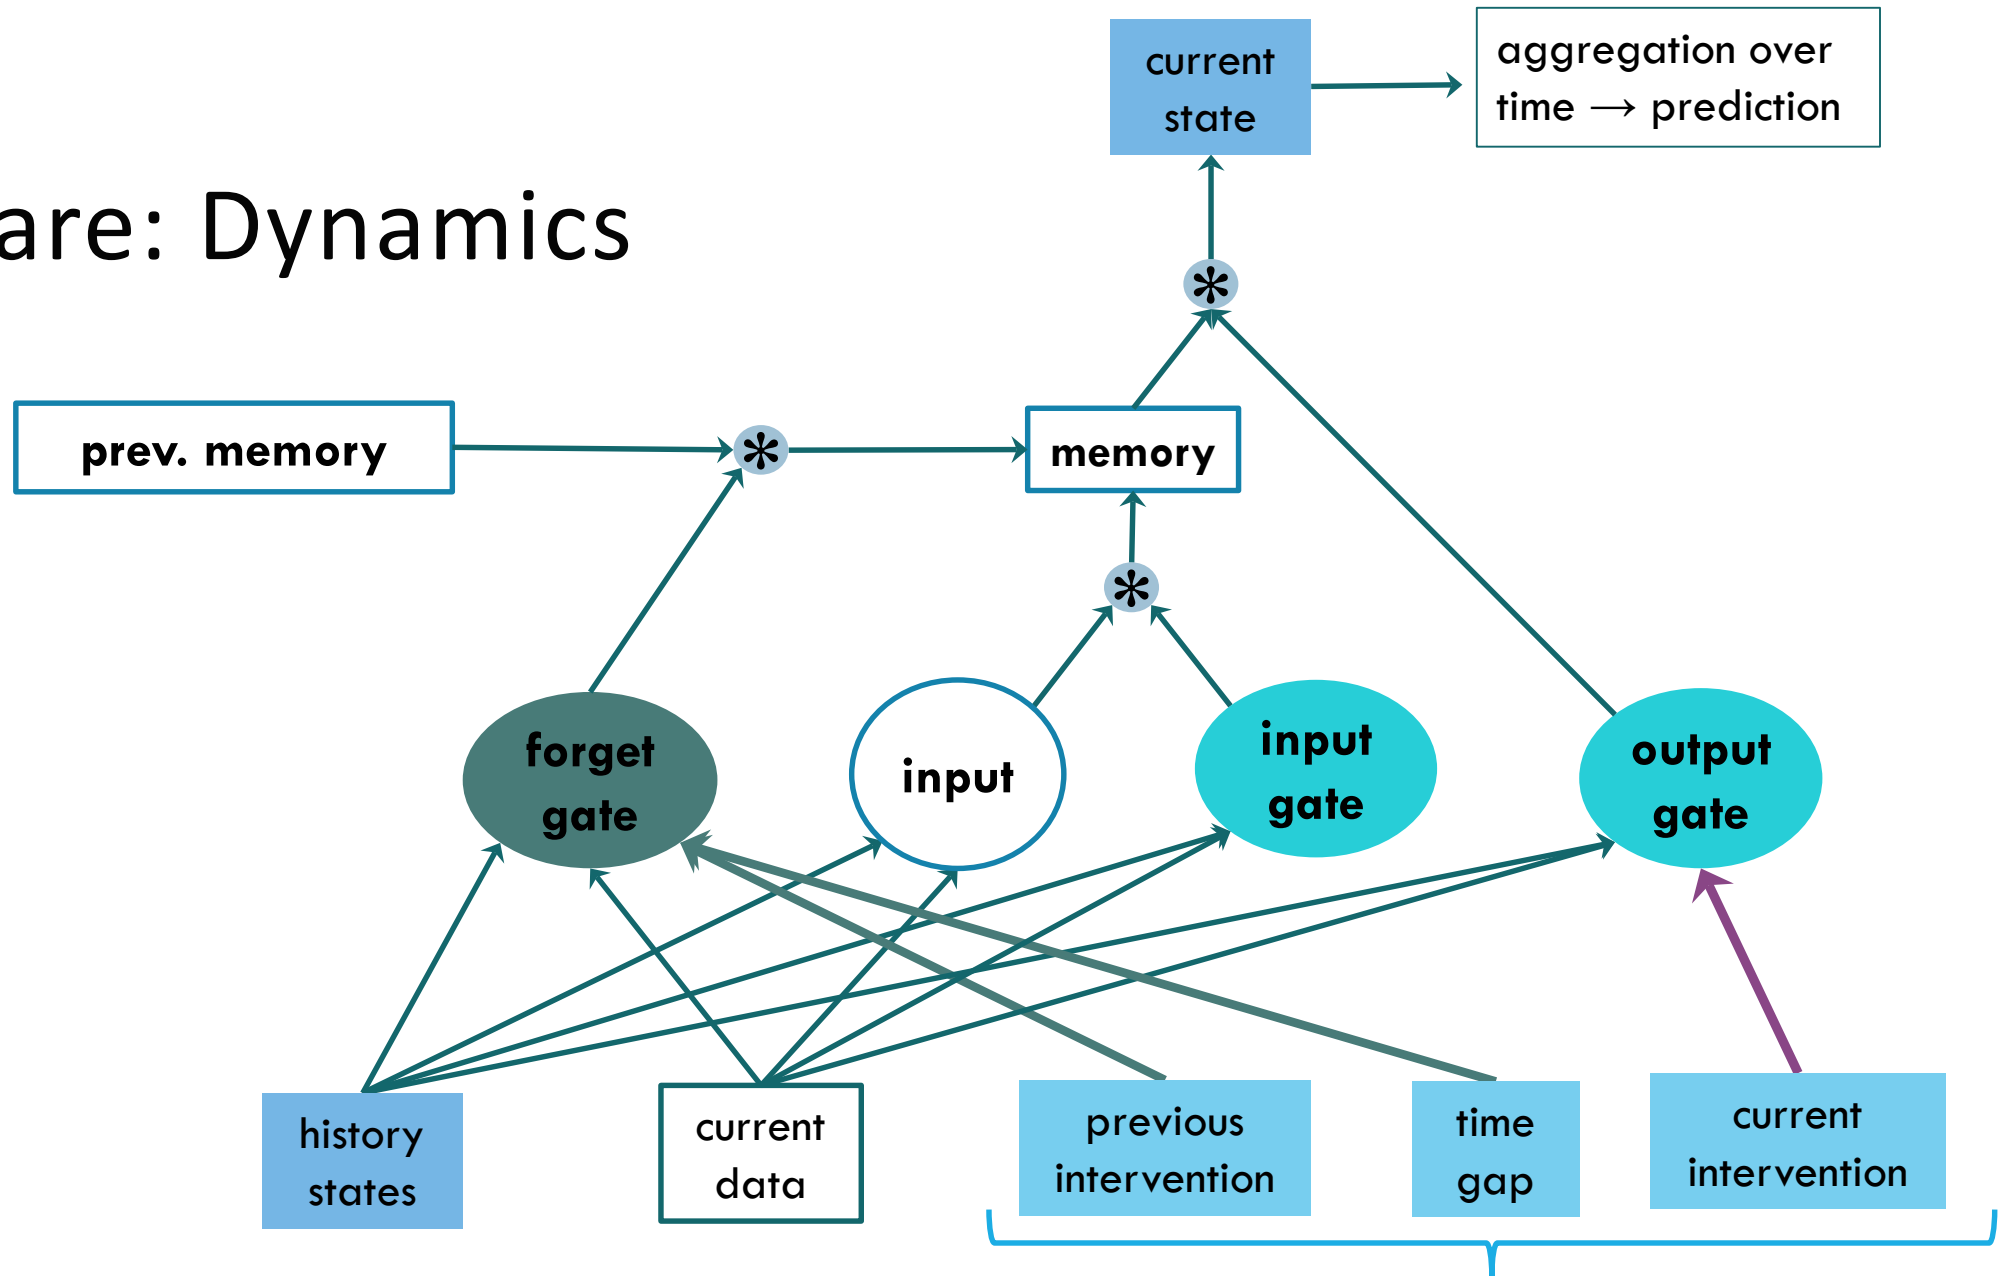 current
state
aggregation over
time → prediction
are: Dynamics
*
prev. memory
*
memory
*
forget
gate
input
input
gate
output
gate
history
states
current
data
previous
intervention
time
gap
current
intervention